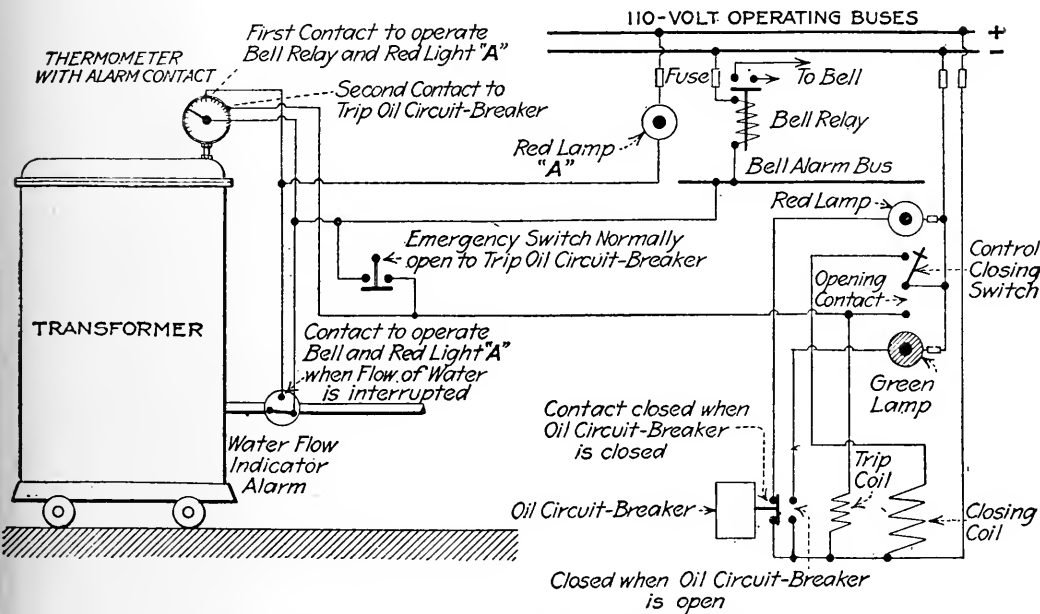 110-VOLT OPERATING BUSES
+
−
First Contact to operate
Bell Relay and Red Light "A"
THERMOMETER
WITH ALARM CONTACT
Second Contact to
Trip Oil Circuit-Breaker
Fuse
To Bell
Bell Relay
Red Lamp
"A"
Bell Alarm Bus
Red Lamp
Emergency Switch Normally
open to Trip Oil Circuit-Breaker
Control
Closing
Switch
Opening
Contact
TRANSFORMER
Contact to operate
Bell and Red Light "A"
when Flow of Water
is interrupted
Green
Lamp
Water Flow
Indicator
Alarm
Contact closed when
Oil Circuit-Breaker
is closed
Trip
Coil
Oil Circuit-Breaker
Closing
Coil
Closed when Oil Circuit-Breaker
is open